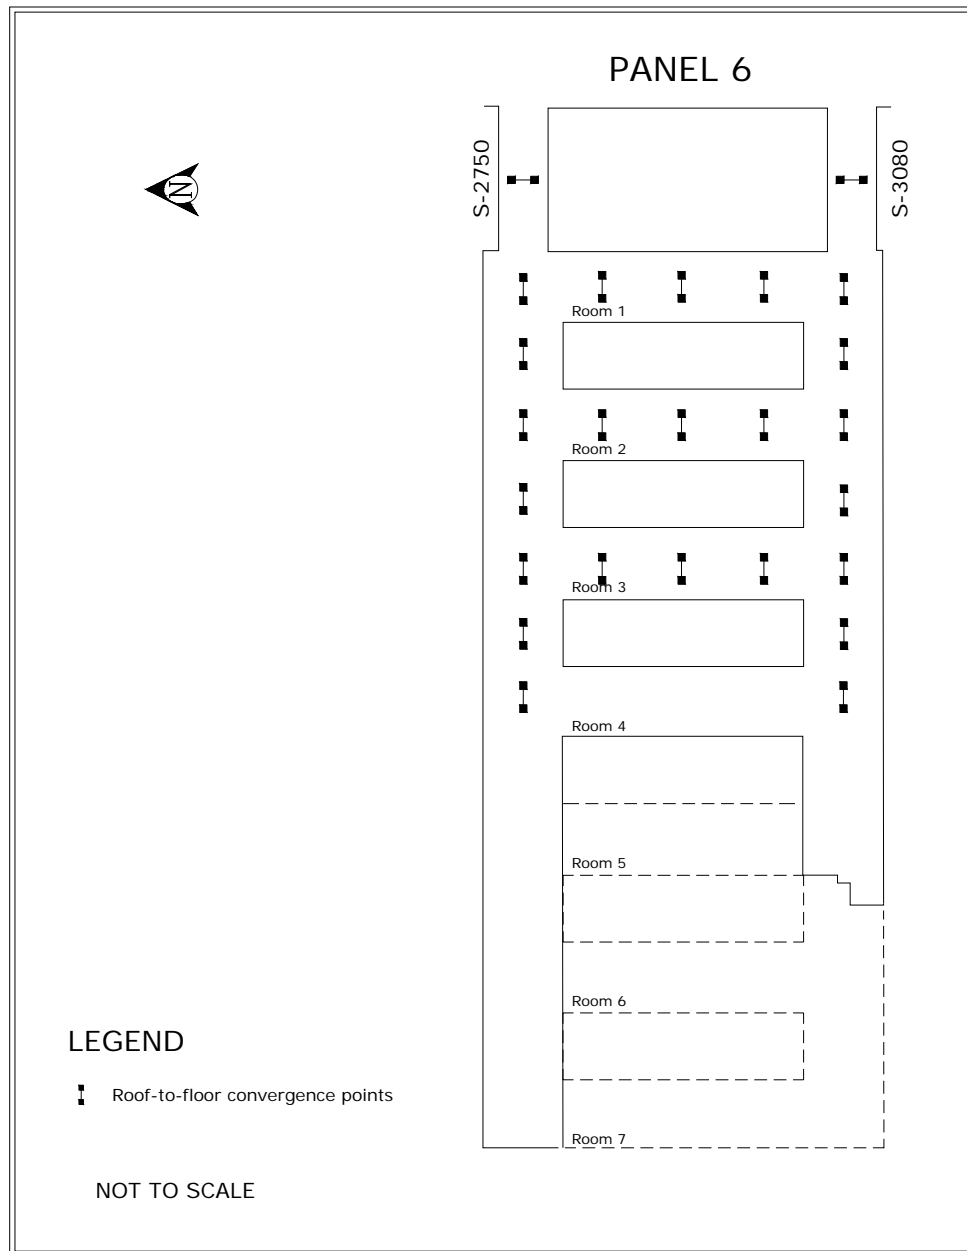 PANEL 6
S-2750
S-3080
N
Room 1
Room 2
Room 3
Room 4
Room 5
Room 6
LEGEND
Roof-to-floor convergence points
Room 7
NOT TO SCALE